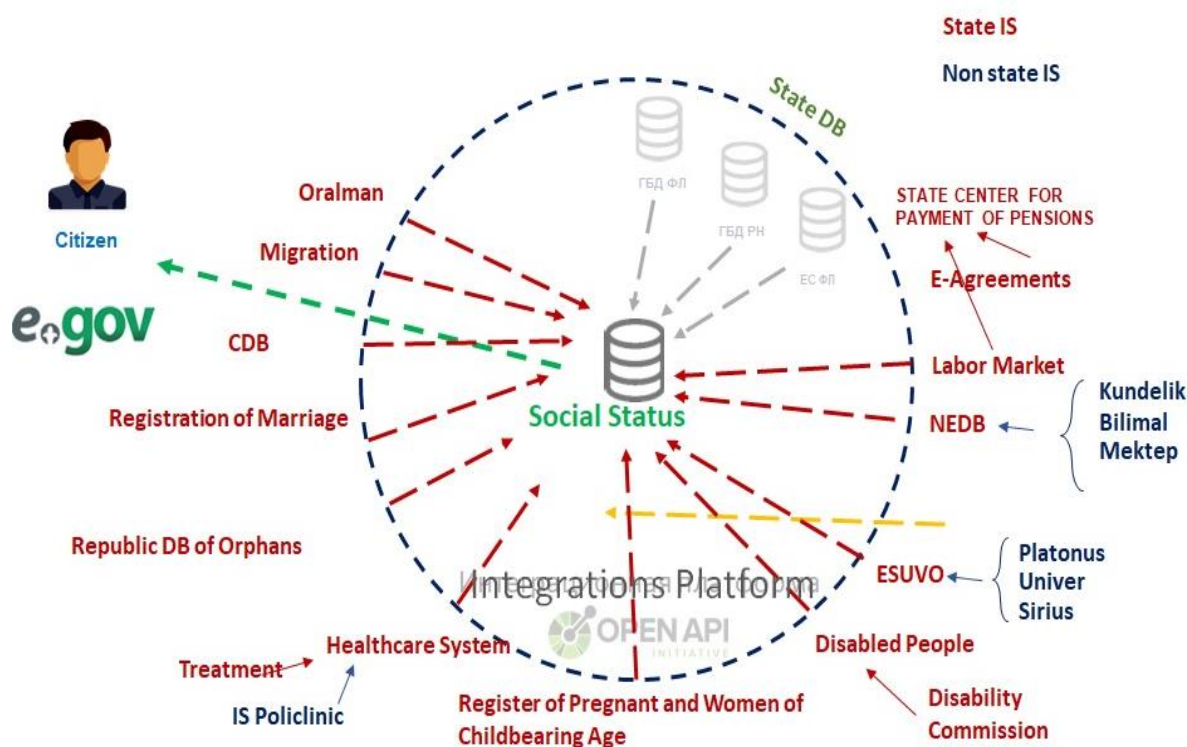 State IS
Non state IS
State DB
ГБД ФЛ
ГБД РН
ЕС ФЛ
Citizen
e.gov
Oralman
Migration
CDB
Registration of Marriage
Republic DB of Orphans
Treatment
Healthcare System
IS Policlinic
Register of Pregnant and Women of
Childbearing Age
Social Status
Integrations Platform
OPEN API
INITIATIVE
STATE CENTER FOR
PAYMENT OF PENSIONS
E-Agreements
Labor Market
NEDB
Kundelik
Bilimal
Mektep
ESUVO
Platonus
Univer
Sirius
Disabled People
Disability
Commission